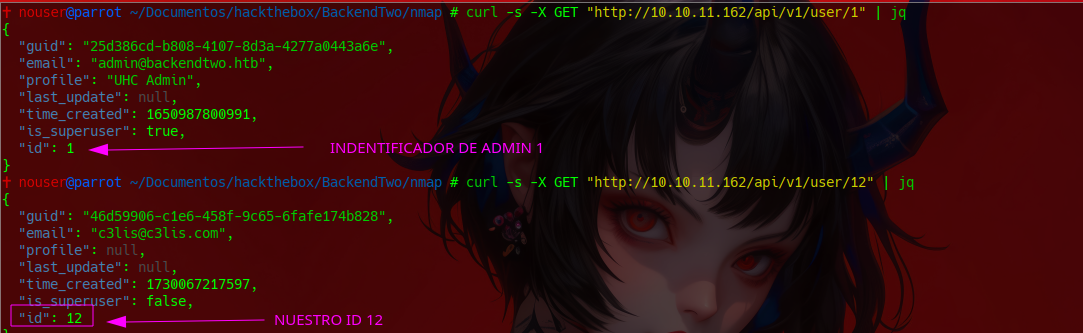 † nouser@parrot ~/Documentos/hackthebox/BackendTwo/nmap # curl -s -X GET "http://10.10.11.162/api/v1/user/1" | jq
{
"guid": "25d386cd-b808-4107-8d3a-4277a0443a6e",
"email": "admin@backendtwo.htb",
"profile": "UHC Admin",
"last_update": null,
"time_created": 1650987800991,
"is_superuser": true,
"id": 1 INDENTIFICADOR DE ADMIN 1
}
† nouser@parrot ~/Documentos/hackthebox/BackendTwo/nmap # curl -s -X GET "http://10.10.11.162/api/v1/user/12" | jq
{
"guid": "46d59906-c1e6-458f-9c65-6fafe174b828",
"email": "c3lis@c3lis.com",
"profile": null,
"last_update": null,
"time_created": 1730067217597,
"is_superuser": false,
"id": 12 NUESTRO ID 12
}